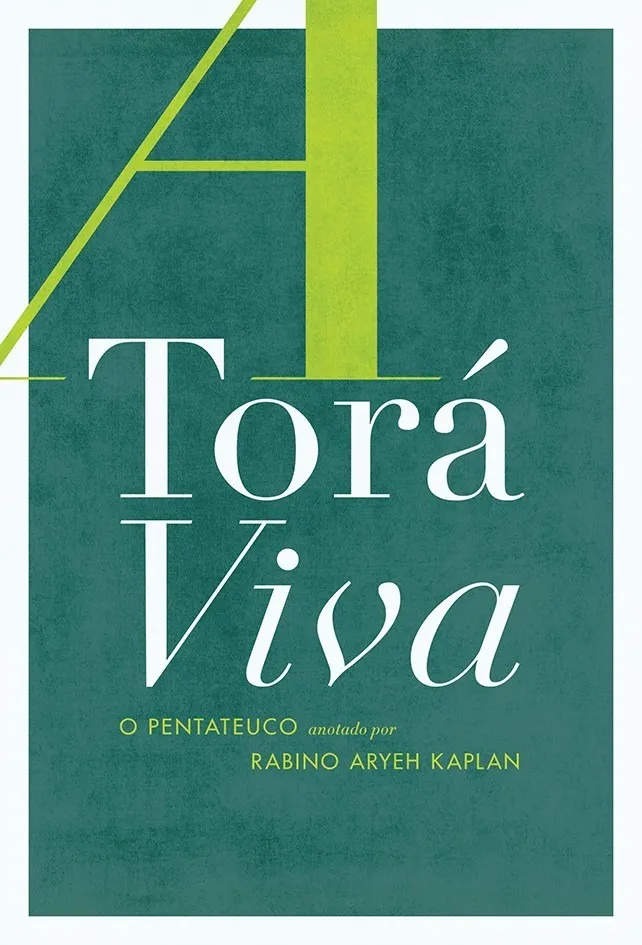 A
Torá
Viva
O PENTATEUCO anotado por
RABINO ARYEH KAPLAN